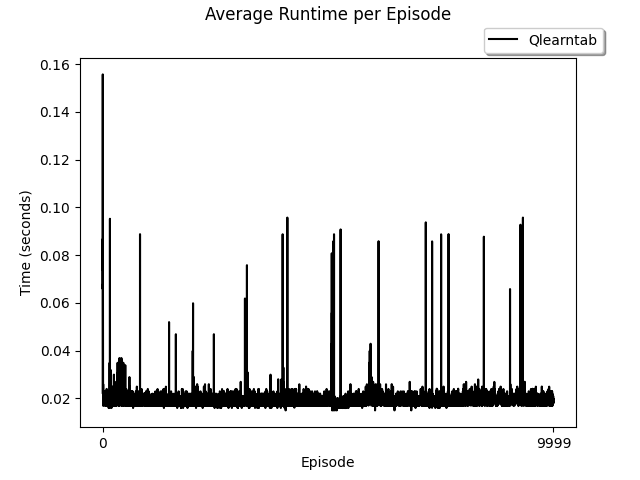 Average Runtime per Episode
Qlearntab
0.16
0.14
0.12
0.10
0.08
0.06
0.04
0.02
Time (seconds)
0 9999
Episode